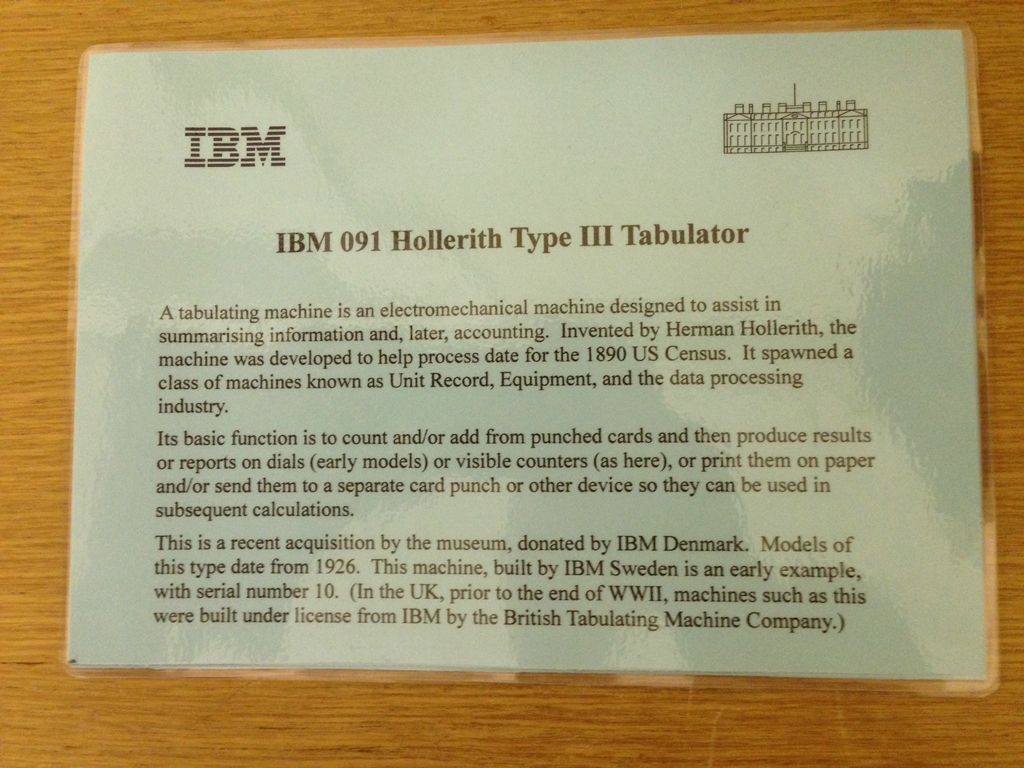 IBM
IBM 091 Hollerith Type III Tabulator
A tabulating machine is an electromechanical machine designed to assist in
summarising information and, later, accounting. Invented by Herman Hollerith, the
machine was developed to help process date for the 1890 US Census. It spawned a
class of machines known as Unit Record, Equipment, and the data processing
industry.
Its basic function is to count and/or add from punched cards and then produce results
or reports on dials (early models) or visible counters (as here), or print them on paper
and/or send them to a separate card punch or other device so they can be used in
subsequent calculations.
This is a recent acquisition by the museum, donated by IBM Denmark. Models of
this type date from 1926. This machine, built by IBM Sweden is an early example,
with serial number 10. (In the UK, prior to the end of WWII, machines such as this
were built under license from IBM by the British Tabulating Machine Company.)